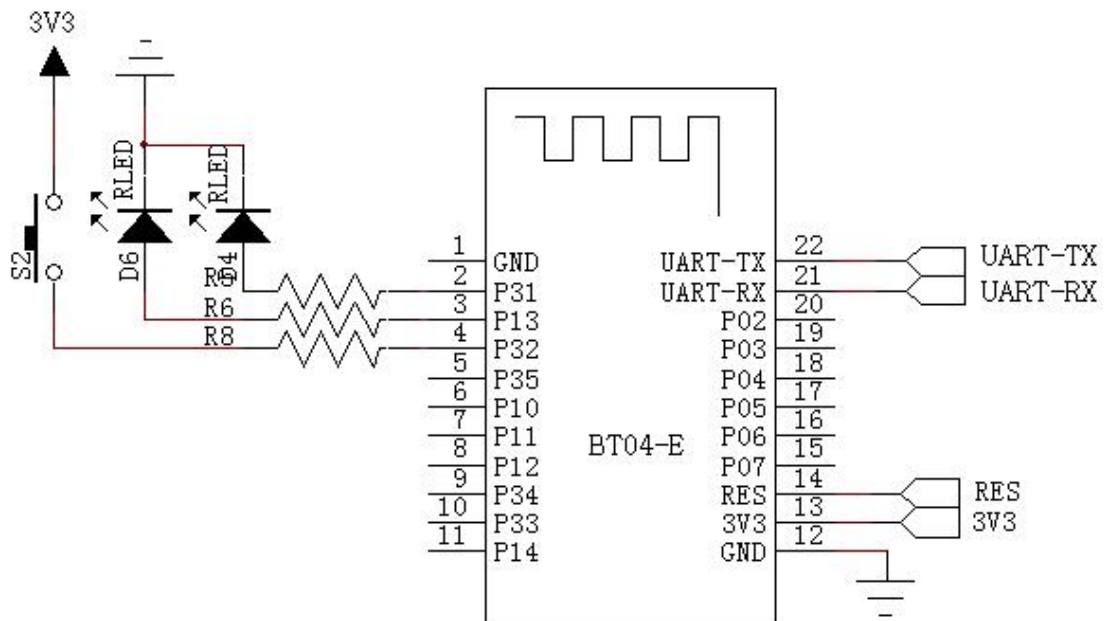 3V3
RLED
RLED
S2
D6
D4
R5
R6
R8
1
GND
2
P31
3
P13
4
P32
5
P35
6
P10
7
P11
8
P12
9
P34
10
P33
11
P14
BT04-E
22
UART-TX
UART-TX
21
UART-RX
UART-RX
20
P02
19
P03
18
P04
17
P05
16
P06
15
P07
14
RES
RES
13
3V3
3V3
12
GND